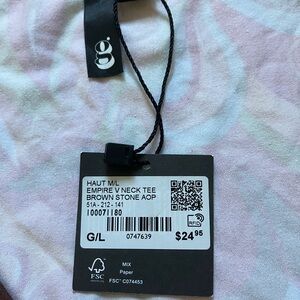 g
HAUT M/L
EMPIRE V NECK TEE
BROWN STONE AOP
51A - 212 - 141
100071180
RFID
G/L
0747639
$24.95
MIX
Paper
FSC
FSC® C074453